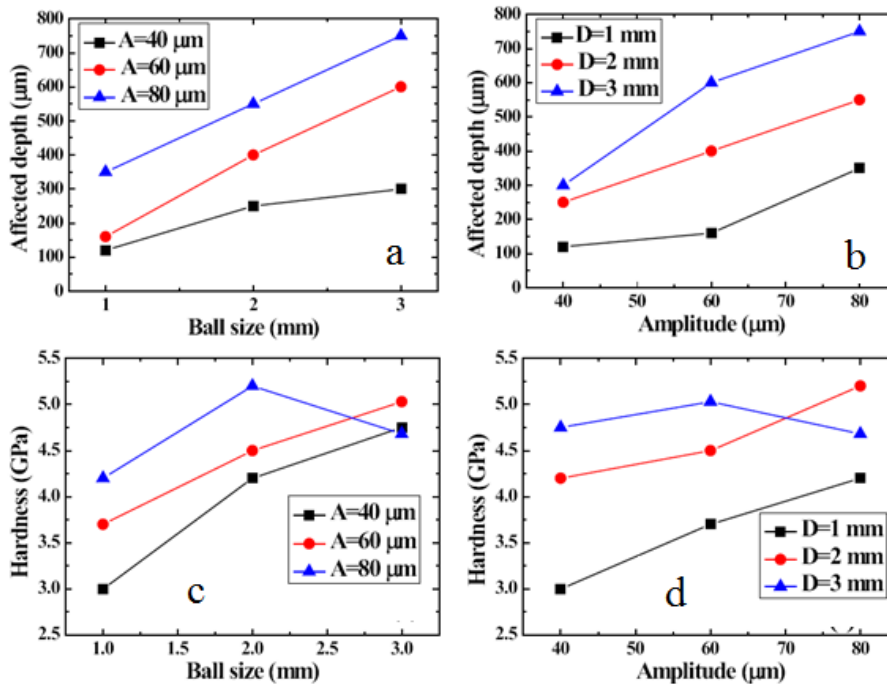 800
700
600
500
400
300
200
100
0
Affected depth (μm)
A=40 μm
A=60 μm
A=80 μm
a
1 2 3
Ball size (mm)
800
700
600
500
400
300
200
100
0
Affected depth (μm)
D=1 mm
D=2 mm
D=3 mm
b
40 50 60 70 80
Amplitude (μm)
5.5
5.0
4.5
4.0
3.5
3.0
2.5
Hardness (GPa)
A=40 μm
A=60 μm
A=80 μm
c
1.0 1.5 2.0 2.5 3.0
Ball size (mm)
5.5
5.0
4.5
4.0
3.5
3.0
2.5
Hardness (GPa)
D=1 mm
D=2 mm
D=3 mm
d
40 50 60 70 80
Amplitude (μm)